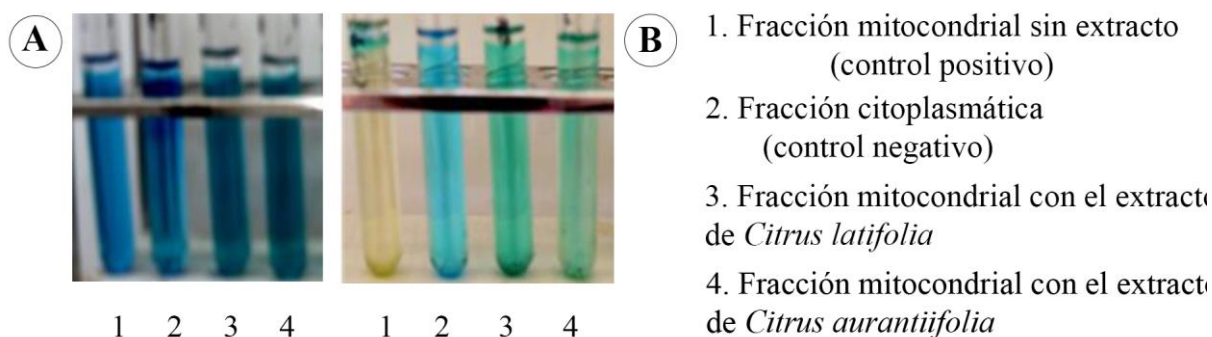 A
B
1 2 3 4
1 2 3 4
1. Fracción mitocondrial sin extracto
(control positivo)
2. Fracción citoplasmática
(control negativo)
3. Fracción mitocondrial con el extracto
de Citrus latifolia
4. Fracción mitocondrial con el extracto
de Citrus aurantiifolia